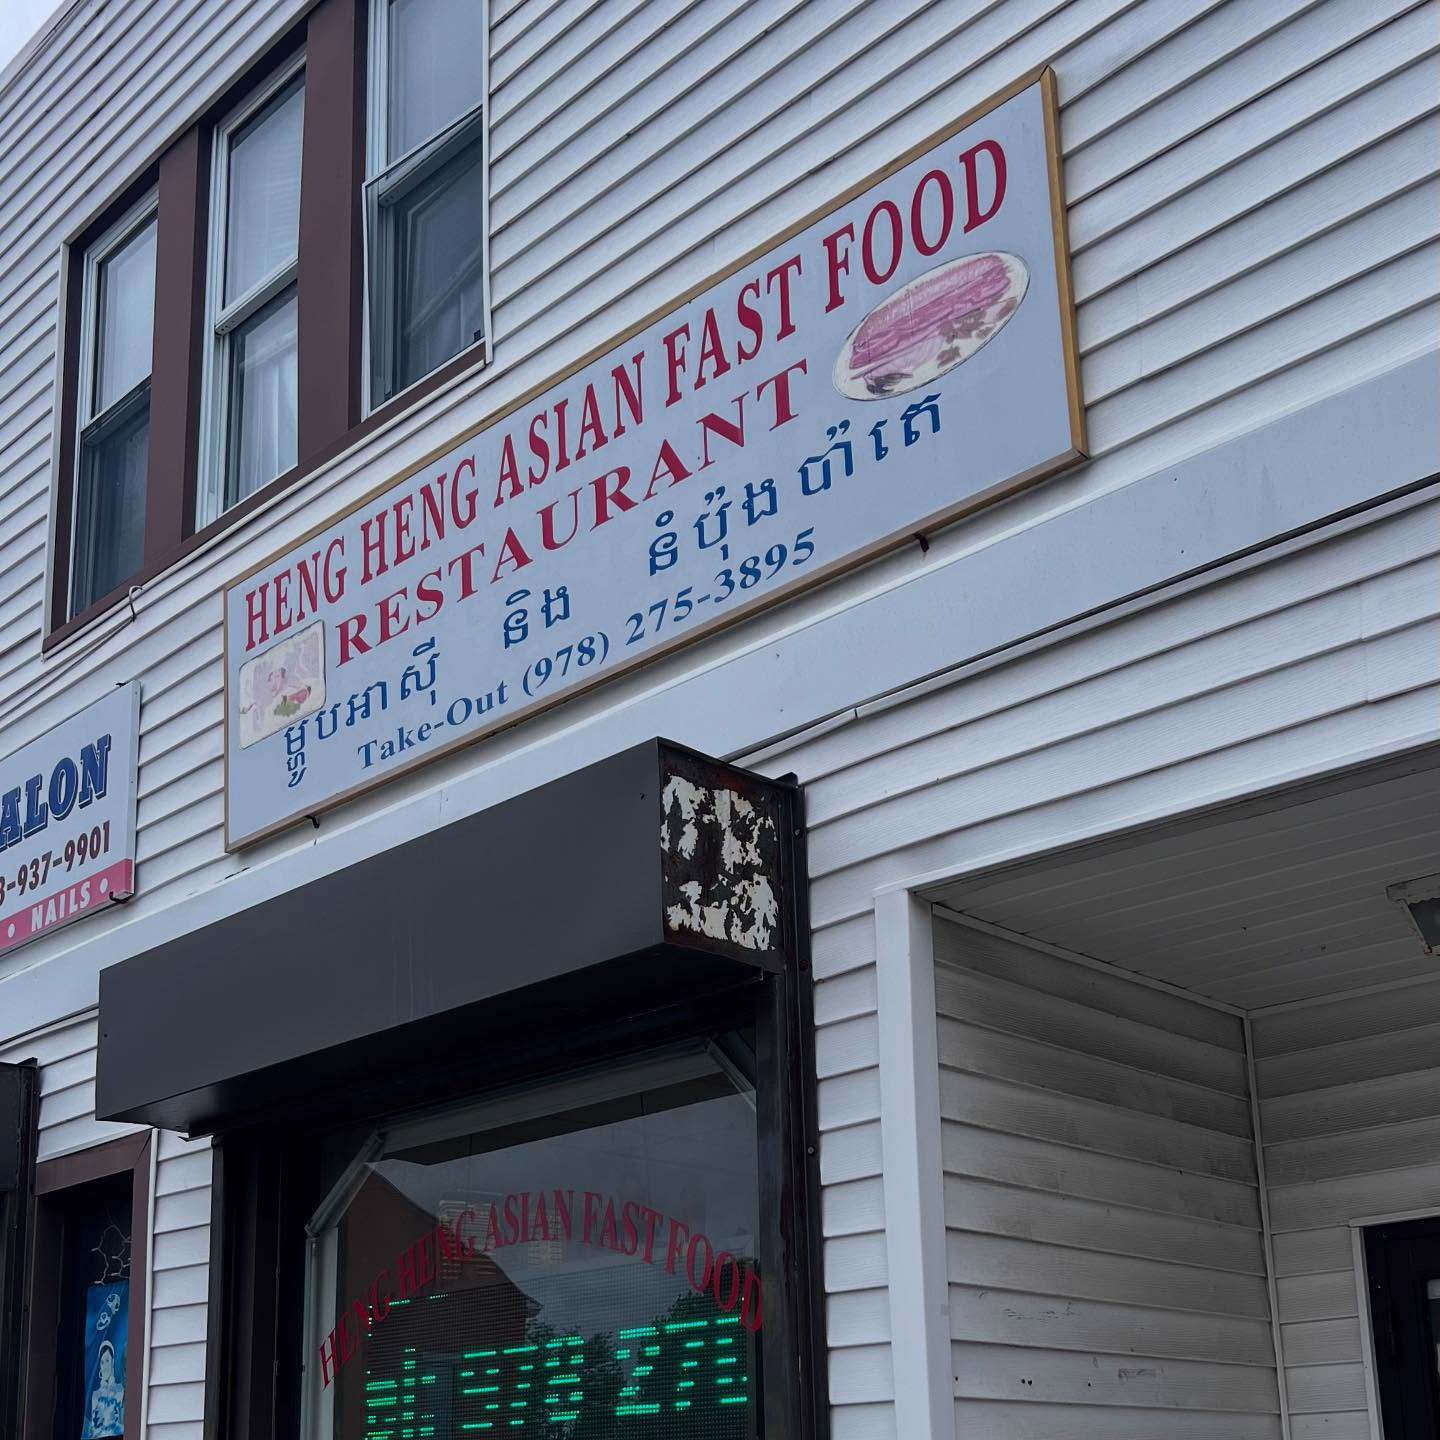 HENG HENG ASIAN FAST FOOD
RESTAURANT
ម្ហូបអាស៊ី និង នំប៉័ងប៉ាតេ
Take-Out (978) 275-3895
ALON
937-9901
• NAILS •
HENG HENG ASIAN FAST FOOD